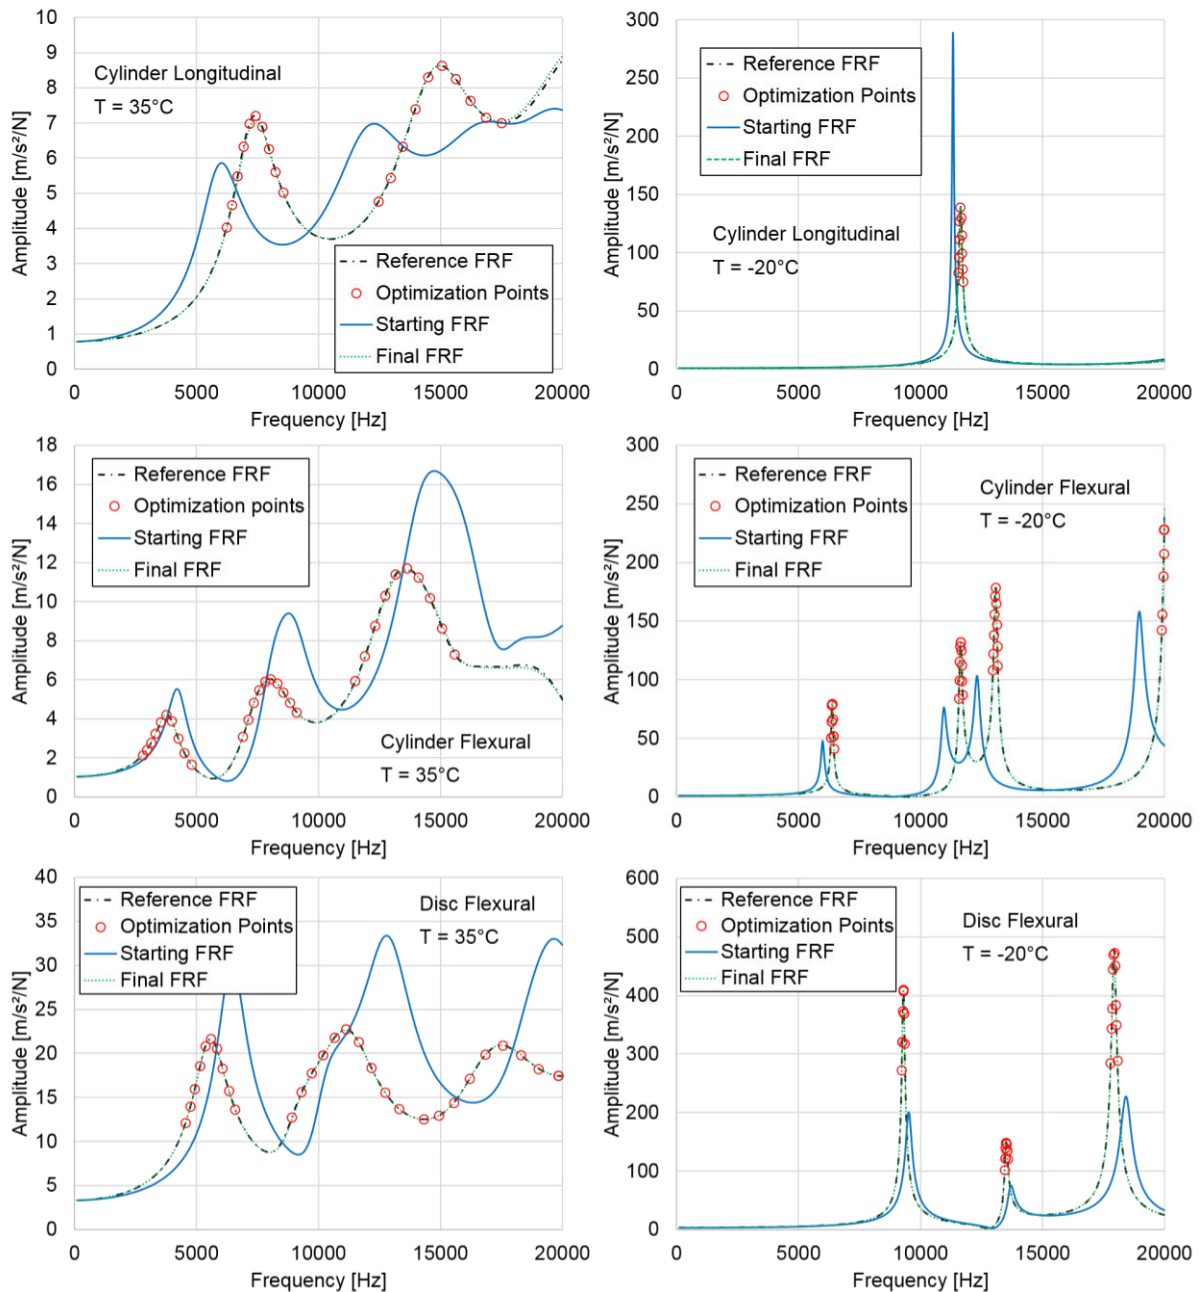 10
9
8
7
6
5
4
3
2
1
0
Amplitude [m/s²/N]
Cylinder Longitudinal
T = 35°C
Reference FRF
Optimization Points
Starting FRF
Final FRF
0 5000 10000 15000 20000
Frequency [Hz]
300
250
200
150
100
50
0
Amplitude [m/s²/N]
Reference FRF
Optimization Points
Starting FRF
Final FRF
Cylinder Longitudinal
T = -20°C
0 5000 10000 15000 20000
Frequency [Hz]
18
16
14
12
10
8
6
4
2
0
Amplitude [m/s²/N]
Reference FRF
Optimization points
Starting FRF
Final FRF
Cylinder Flexural
T = 35°C
0 5000 10000 15000 20000
Frequency [Hz]
300
250
200
150
100
50
0
Amplitude [m/s²/N]
Reference FRF
Optimization Points
Starting FRF
Final FRF
Cylinder Flexural
T = -20°C
0 5000 10000 15000 20000
Frequency [Hz]
40
35
30
25
20
15
10
5
0
Amplitude [m/s²/N]
Reference FRF
Optimization Points
Starting FRF
Final FRF
Disc Flexural
T = 35°C
0 5000 10000 15000 20000
Frequency [Hz]
600
500
400
300
200
100
0
Amplitude [m/s²/N]
Reference FRF
Optimization Points
Starting FRF
Final FRF
Disc Flexural
T = -20°C
0 5000 10000 15000 20000
Frequency [Hz]